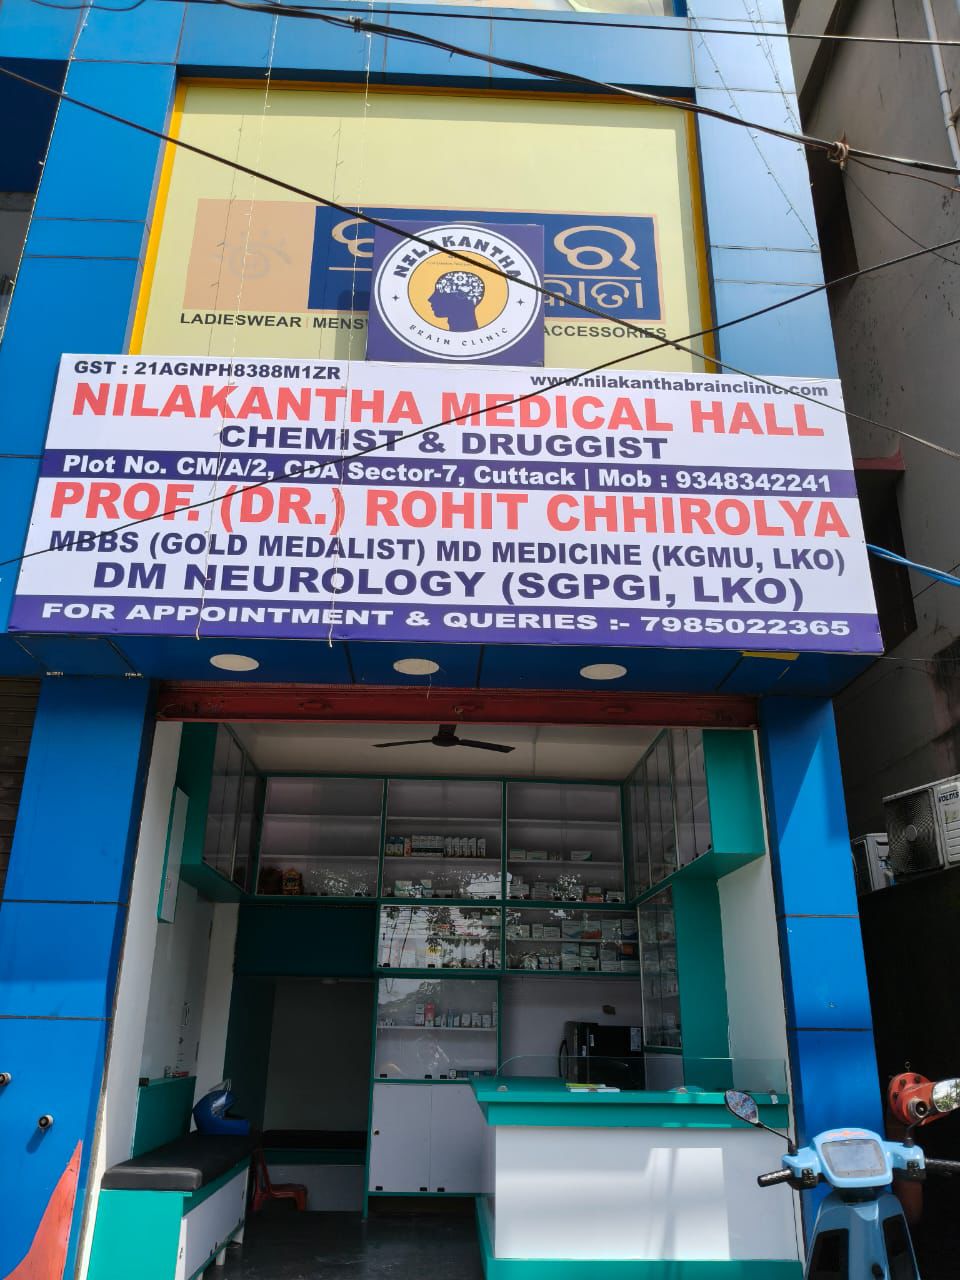 NILAKANTHA
BRAIN CLINIC
ର
LADIESWEAR | MENSW
ACCESSORIES
GST : 21AGNPH8388M1ZR
www.nilakanthabrainclinic.com
NILAKANTHA MEDICAL HALL
CHEMiST & DRUGGIST
Plot No. CM/A/2, CDA Sector-7, Cuttack | Mob : 9348342241
PROF. (DR.) ROHIT CHHIROLYA
MBBS (GOLD MEDALIST) MD MEDICINE (KGMU, LKO)
DM NEUROLOGY (SGPGI, LKO)
FOR APPOINTMENT & QUERIES :- 7985022365